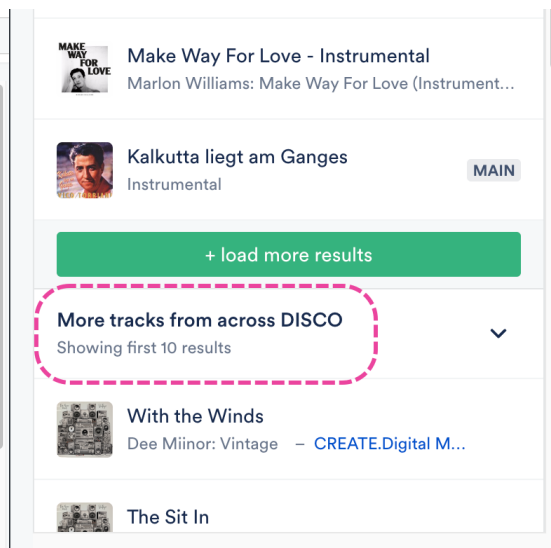 MAKE
WAY
FOR
LOVE
Make Way For Love - Instrumental
Marlon Williams: Make Way For Love (Instrument...
Kalkutta liegt am Ganges
Instrumental
MAIN
+ load more results
More tracks from across DISCO
Showing first 10 results
With the Winds
Dee Miinor: Vintage – CREATE.Digital M...
The Sit In